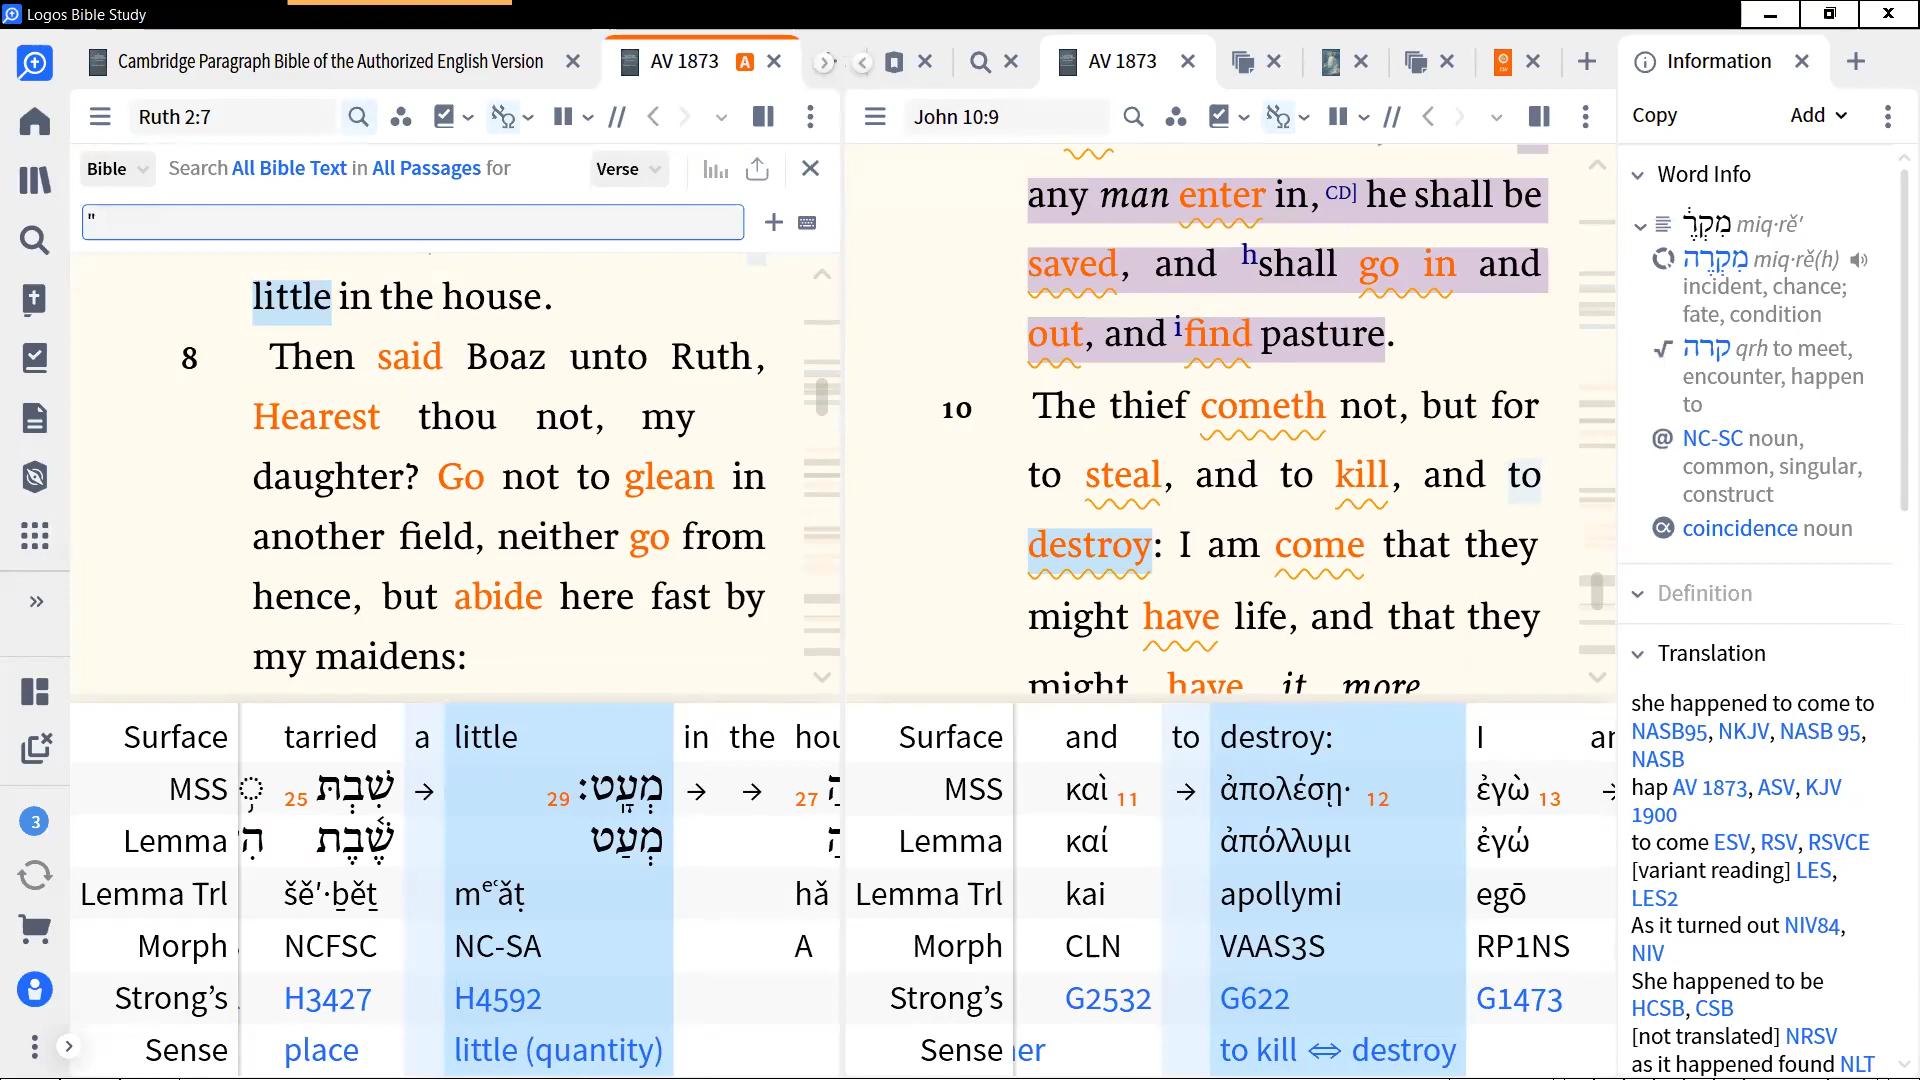 Logos Bible Study
Cambridge Paragraph Bible of the Authorized English Version
AV 1873 A
AV 1873
Information
Ruth 2:7
John 10:9
Copy
Add
Bible
Search All Bible Text in All Passages for
Verse
"
little in the house.
8 Then said Boaz unto Ruth,
Hearest thou not, my
daughter? Go not to glean in
another field, neither go from
hence, but abide here fast by
my maidens:
any man enter in, CD] he shall be
saved, and h shall go in and
out, and i find pasture.
10 The thief cometh not, but for
to steal, and to kill, and to
destroy: I am come that they
might have life, and that they
might have it more
Word Info
מִקְרֶ֔ miq·rě′
מִקְרֶה miq·rě(h)
incident, chance;
fate, condition
קרה qrh to meet,
encounter, happen
to
@ NC-SC noun,
common, singular,
construct
coincidence noun
Definition
Translation
she happened to come to
NASB95, NKJV, NASB 95,
NASB
hap AV 1873, ASV, KJV
1900
to come ESV, RSV, RSVCE
[variant reading] LES,
LES2
As it turned out NIV84,
NIV
She happened to be
HCSB, CSB
[not translated] NRSV
as it happened found NLT
3
Surface tarried a little in the hou
MSS 25 שִׁבְתּ → 29 מְעָֽט׃ → → 27 הַ
Lemma שֶׁ֫בֶת מְעַט הַ
Lemma Trl šě′·ḇěṯ mᵉʿǎṭ hǎ
Morph NCFSC NC-SA A
Strong’s H3427 H4592
Sense place little (quantity)
Surface and to destroy: I ar
MSS καὶ 11 → ἀπολέσῃ· 12 ἐγὼ 13 →
Lemma καί ἀπόλλυμι ἐγώ
Lemma Trl kai apollymi egō
Morph CLN VAAS3S RP1NS
Strong’s G2532 G622 G1473
Sense er to kill ⇔ destroy